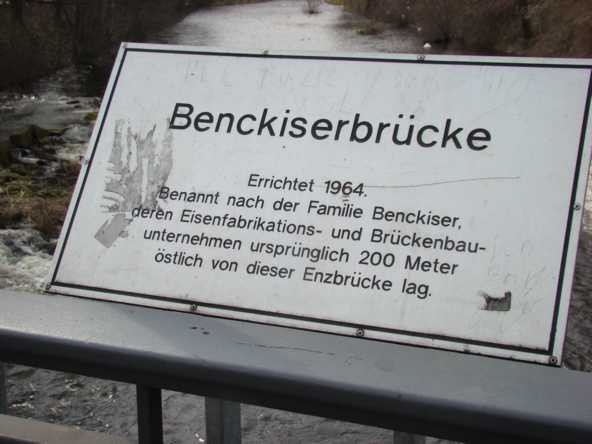 Benckiserbrücke
Errichtet 1964.
Benannt nach der Familie Benckiser,
deren Eisenfabrikations- und Brückenbau-
unternehmen ursprünglich 200 Meter
östlich von dieser Enzbrücke lag.